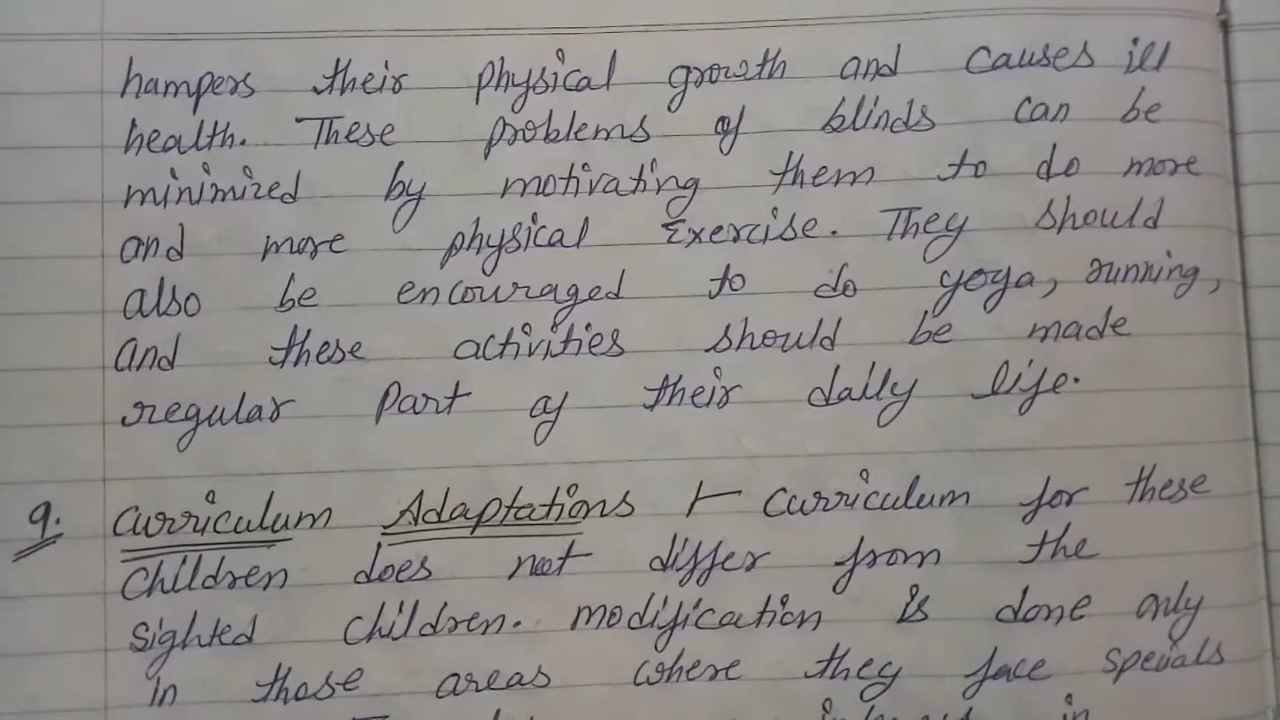 hampers their physical growth and causes ill
health. These problems of blinds can be
minimized by motivating them to do more
and more physical Exercise. They should
also be encouraged to do yoga, running,
and these activities should be made
regular Part of their dally life.
9. Curriculum Adaptations :- Curriculum for these
Children does not differ from the
sighted children. modification is done only
in those areas where they face specials
in